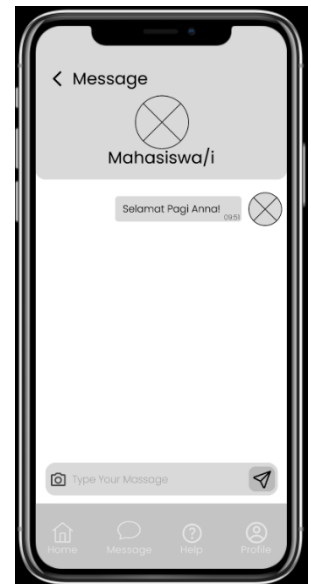 Message
Mahasiswa/i
Selamat Pagi Anna!
09:51
Type Your Massage
Home Message Help Profile